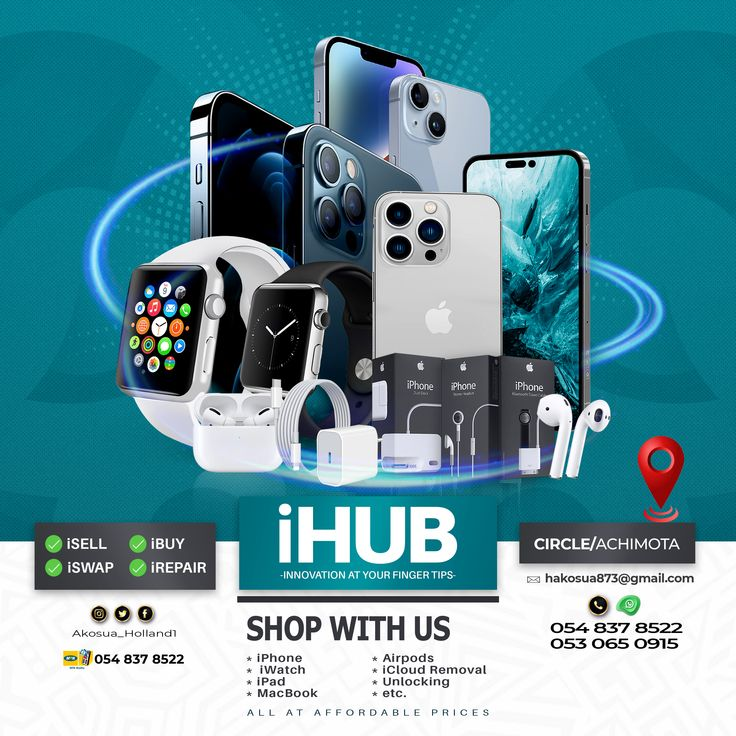 iPhone
iPhone
iPhone
iSELL
iBUY
iSWAP
iREPAIR
iHUB
-INNOVATION AT YOUR FINGER TIPS-
CIRCLE/ACHIMOTA
hakosua873@gmail.com
Akosua_Holland1
054 837 8522
054 837 8522
053 065 0915
SHOP WITH US
* iPhone
* iWatch
* iPad
* MacBook
* Airpods
* iCloud Removal
* Unlocking
* etc.
ALL AT AFFORDABLE PRICES